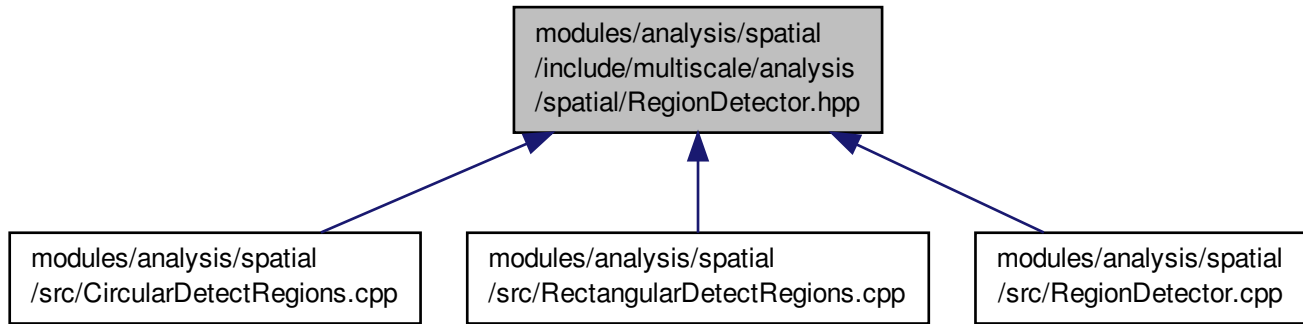 modules/analysis/spatial
/include/multiscale/analysis
/spatial/RegionDetector.hpp
modules/analysis/spatial
/src/CircularDetectRegions.cpp
modules/analysis/spatial
/src/RectangularDetectRegions.cpp
modules/analysis/spatial
/src/RegionDetector.cpp